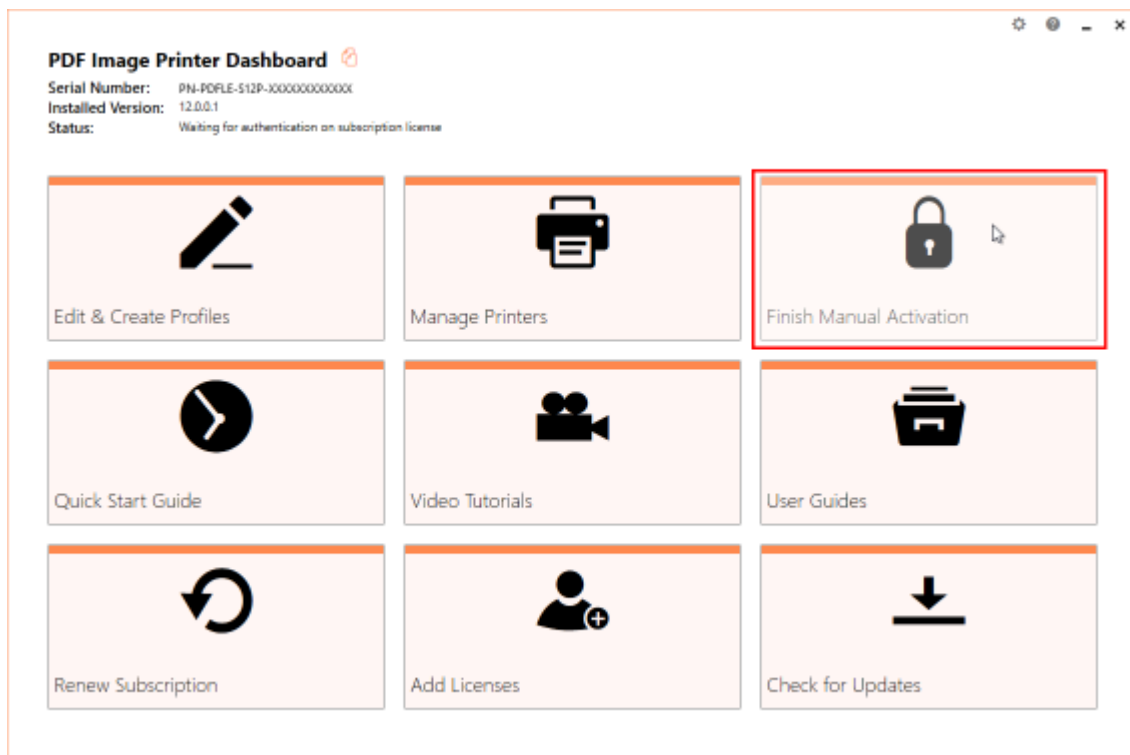 PDF Image Printer Dashboard
Serial Number: PN-PDFLE-S12P-XXXXXXXXXXXX
Installed Version: 12.0.0.1
Status: Waiting for authentication on subscription license
Edit & Create Profiles
Manage Printers
Finish Manual Activation
Quick Start Guide
Video Tutorials
User Guides
Renew Subscription
Add Licenses
Check for Updates